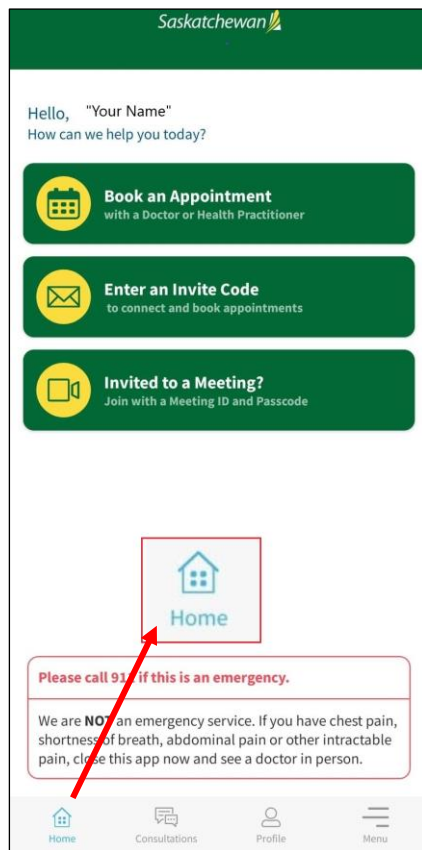 Saskatchewan
Hello, "Your Name"
How can we help you today?
Book an Appointment
with a Doctor or Health Practitioner
Enter an Invite Code
to connect and book appointments
Invited to a Meeting?
Join with a Meeting ID and Passcode
Home
Please call 911 if this is an emergency.
We are NOT an emergency service. If you have chest pain,
shortness of breath, abdominal pain or other intractable
pain, close this app now and see a doctor in person.
Home Consultations Profile Menu